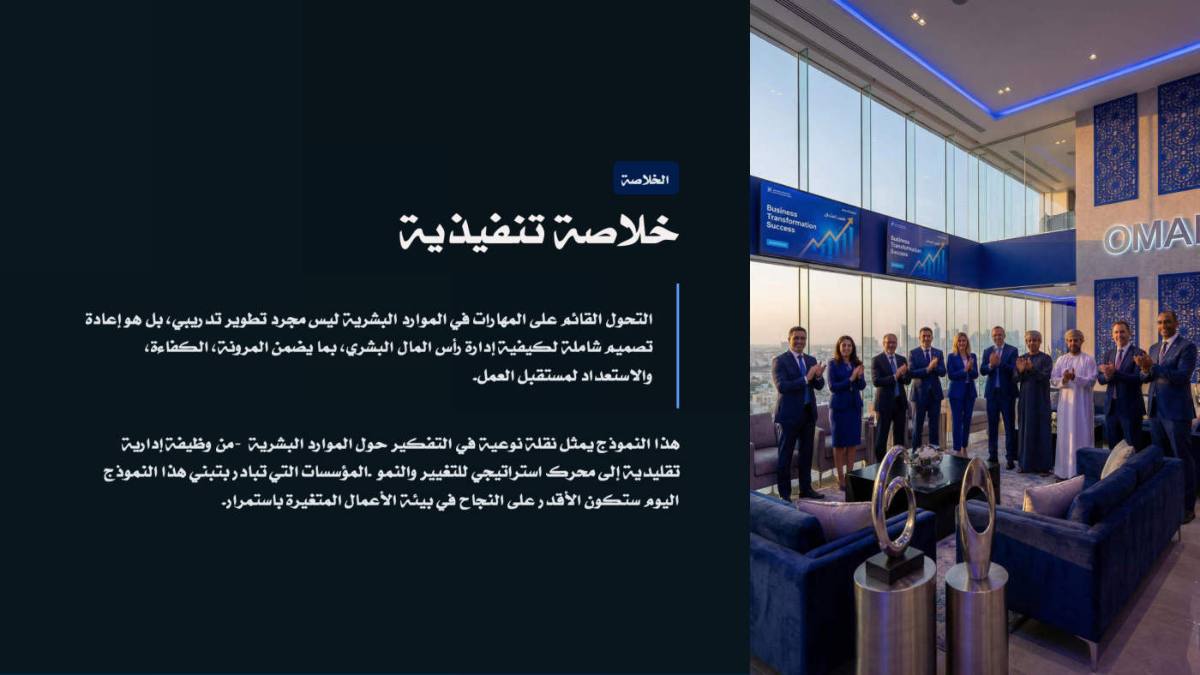 الخلاصة
خلاصة تنفيذية
التحول القائم على المهارات في الموارد البشرية ليس مجرد تطوير تدريبي، بل هو إعادة
تصميم شاملة لكيفية إدارة رأس المال البشري، بما يضمن المرونة، الكفاءة،
والاستعداد لمستقبل العمل.
هذا النموذج يمثل نقلة نوعية في التفكير حول الموارد البشرية -من وظيفة إدارية
تقليدية إلى محرك استراتيجي للتغيير والنمو .المؤسسات التي تبادر بتبني هذا النموذج
اليوم ستكون الأقدر على النجاح في بيئة الأعمال المتغيرة باستمرار.
Business
Transformation
Success
Business
Transformation
Success
OMA